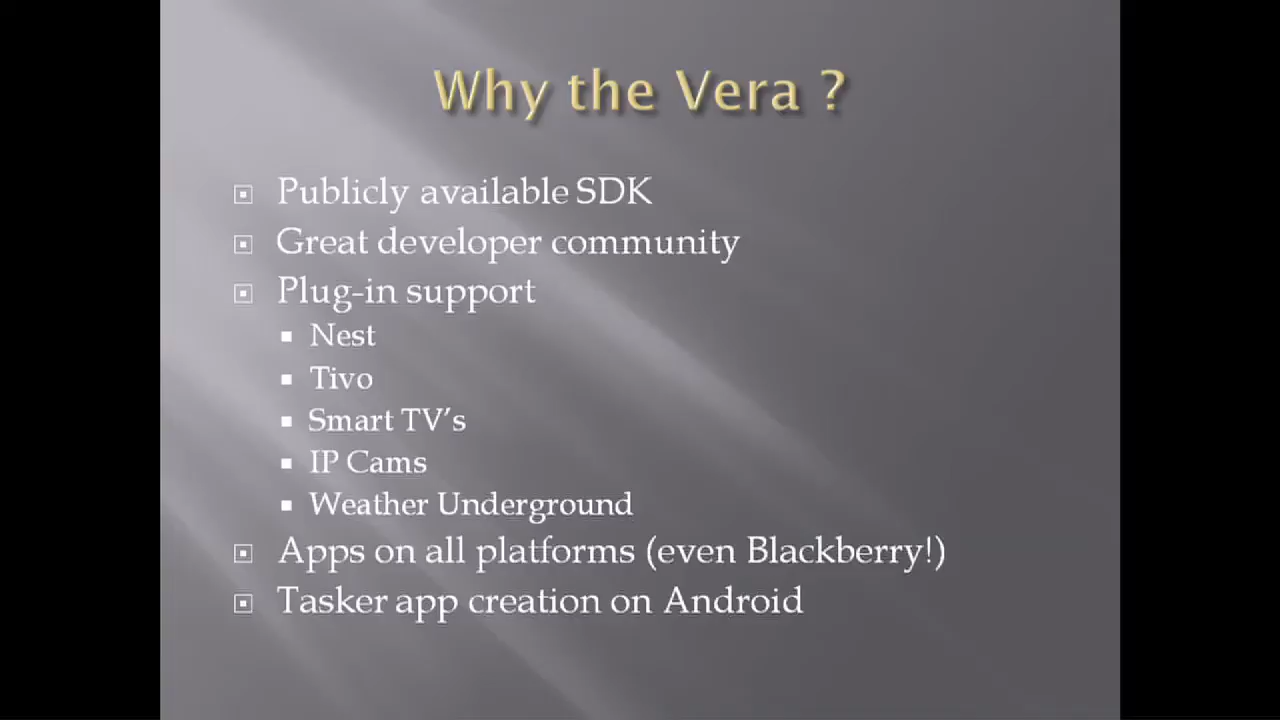 Why the Vera ?
Publicly available SDK
Great developer community
Plug-in support
Nest
Tivo
Smart TV’s
IP Cams
Weather Underground
Apps on all platforms (even Blackberry!)
Tasker app creation on Android